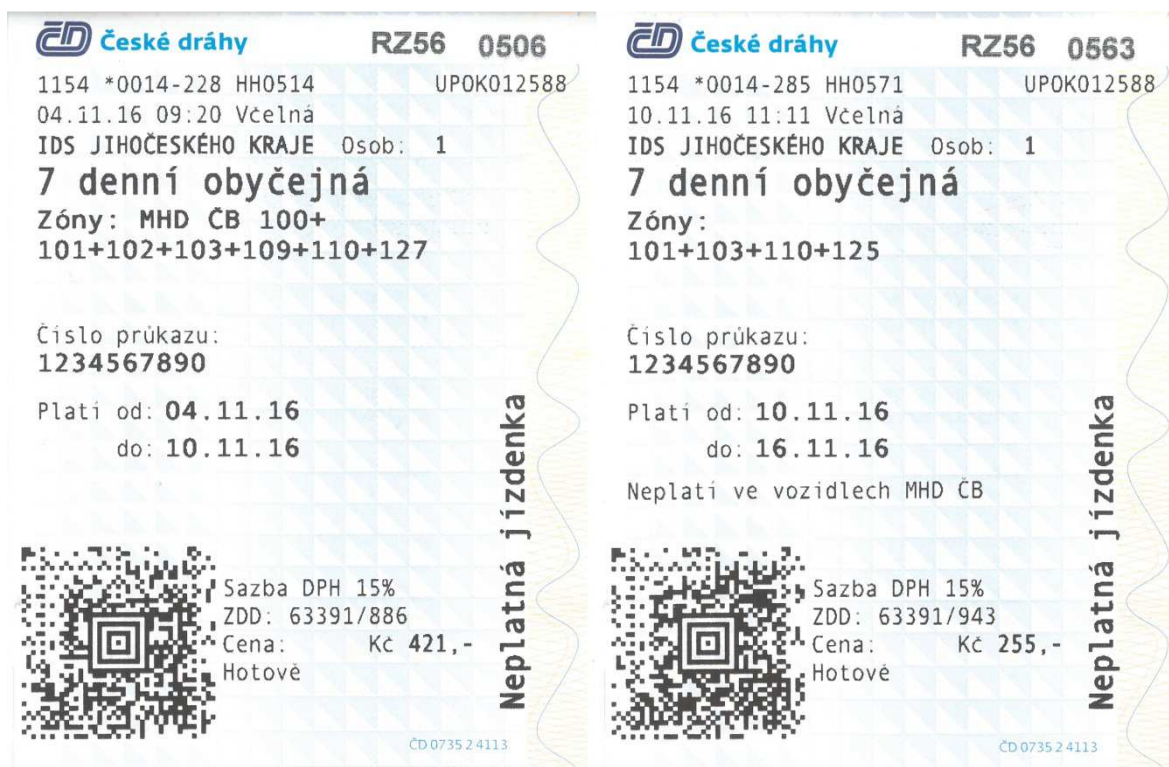 ČD České dráhy RZ56 0506
1154 *0014-228 HH0514 UPOK012588
04.11.16 09:20 Včelná
IDS JIHOČESKÉHO KRAJE Osob: 1
7 denní obyčejná
Zóny: MHD ČB 100+
101+102+103+109+110+127
Číslo průkazu:
1234567890
Platí od: 04.11.16
do: 10.11.16
Sazba DPH 15%
ZDD: 63391/886
Cena: Kč 421,-
Hotově
Neplatná jízdenka
ČD 0735 2 4113
ČD České dráhy RZ56 0563
1154 *0014-285 HH0571 UPOK012588
10.11.16 11:11 Včelná
IDS JIHOČESKÉHO KRAJE Osob: 1
7 denní obyčejná
Zóny:
101+103+110+125
Číslo průkazu:
1234567890
Platí od: 10.11.16
do: 16.11.16
Neplatí ve vozidlech MHD ČB
Sazba DPH 15%
ZDD: 63391/943
Cena: Kč 255,-
Hotově
Neplatná jízdenka
ČD 0735 2 4113